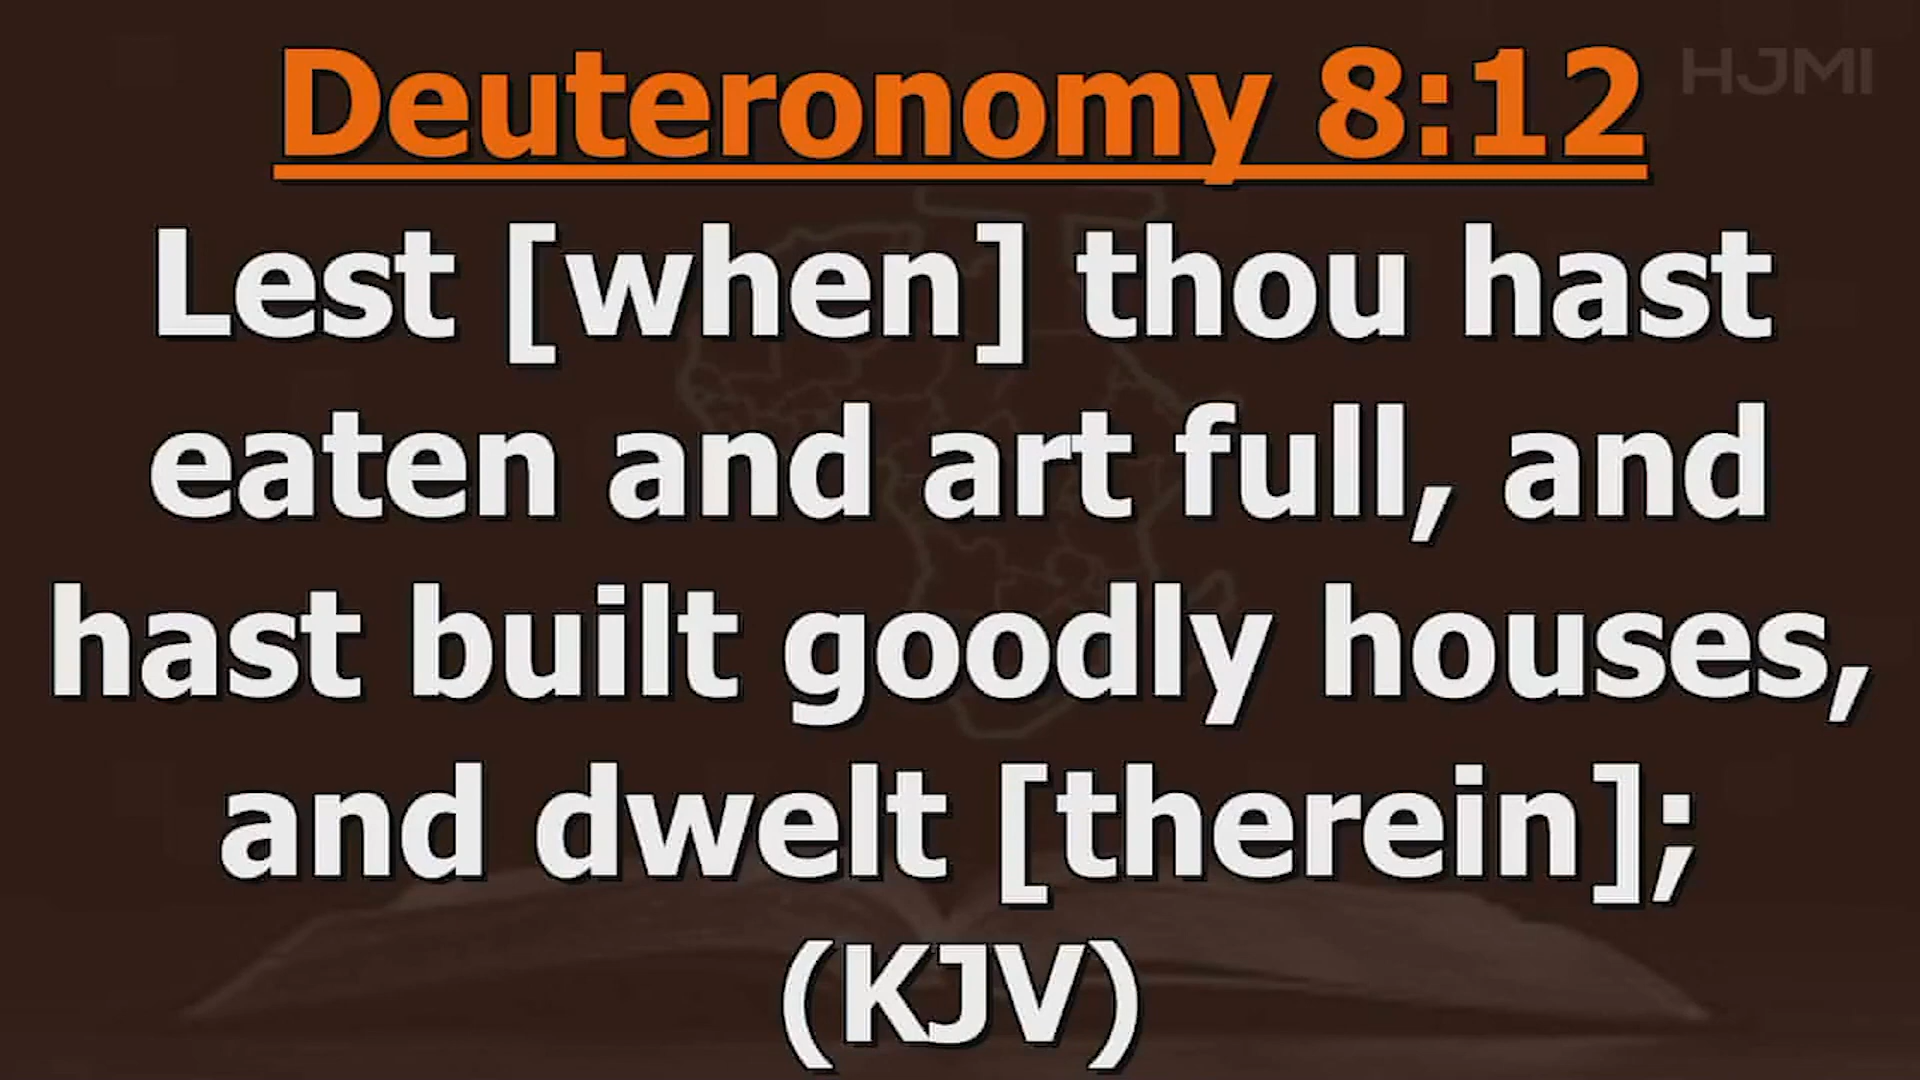 Deuteronomy 8:12
HJMI
Lest [when] thou hast
eaten and art full, and
hast built goodly houses,
and dwelt [therein];
(KJV)